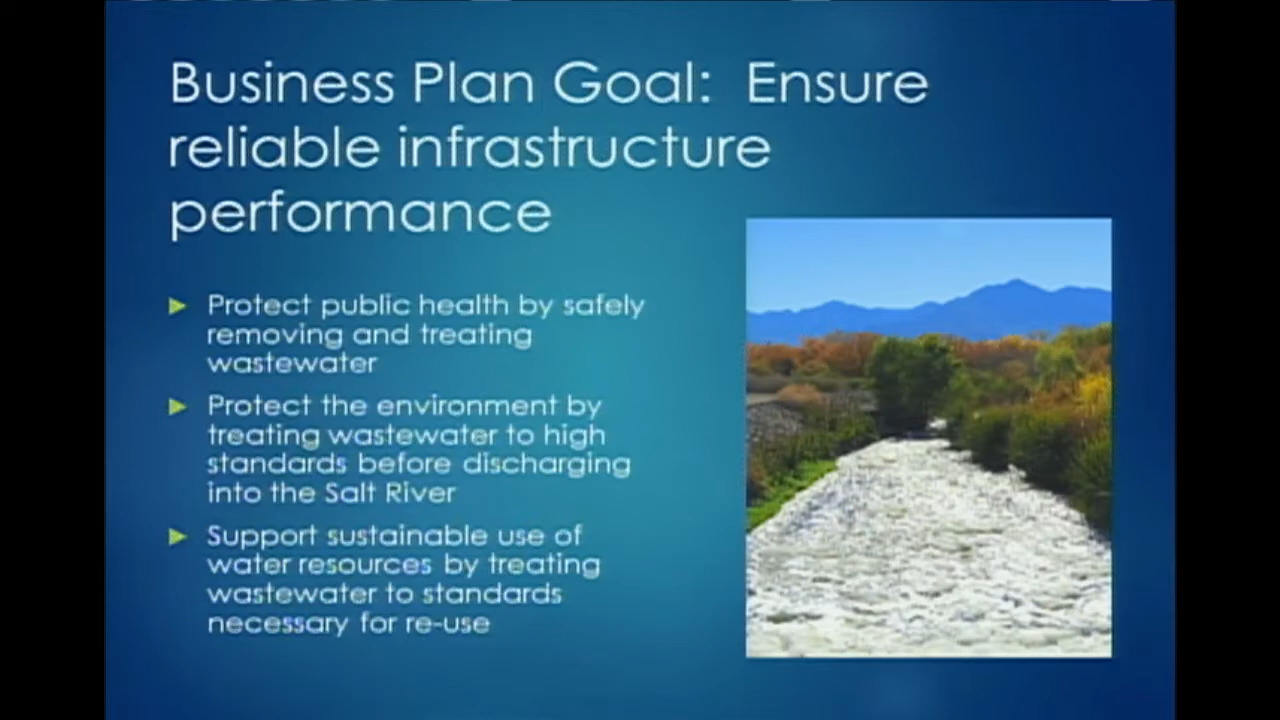 Business Plan Goal: Ensure
reliable infrastructure
performance
Protect public health by safely
removing and treating
wastewater
Protect the environment by
treating wastewater to high
standards before discharging
into the Salt River
Support sustainable use of
water resources by treating
wastewater to standards
necessary for re-use